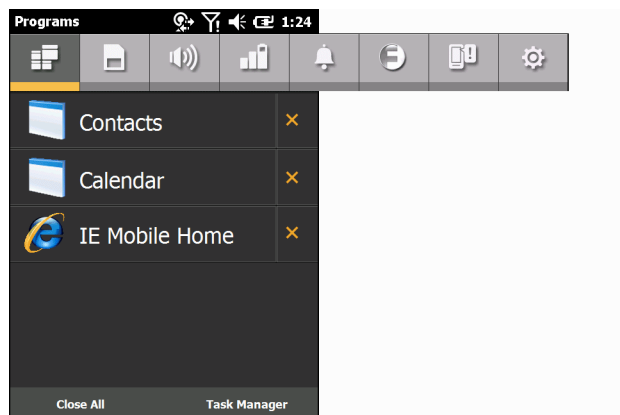 Programs 1:24
Contacts
Calendar
IE Mobile Home
Close All Task Manager